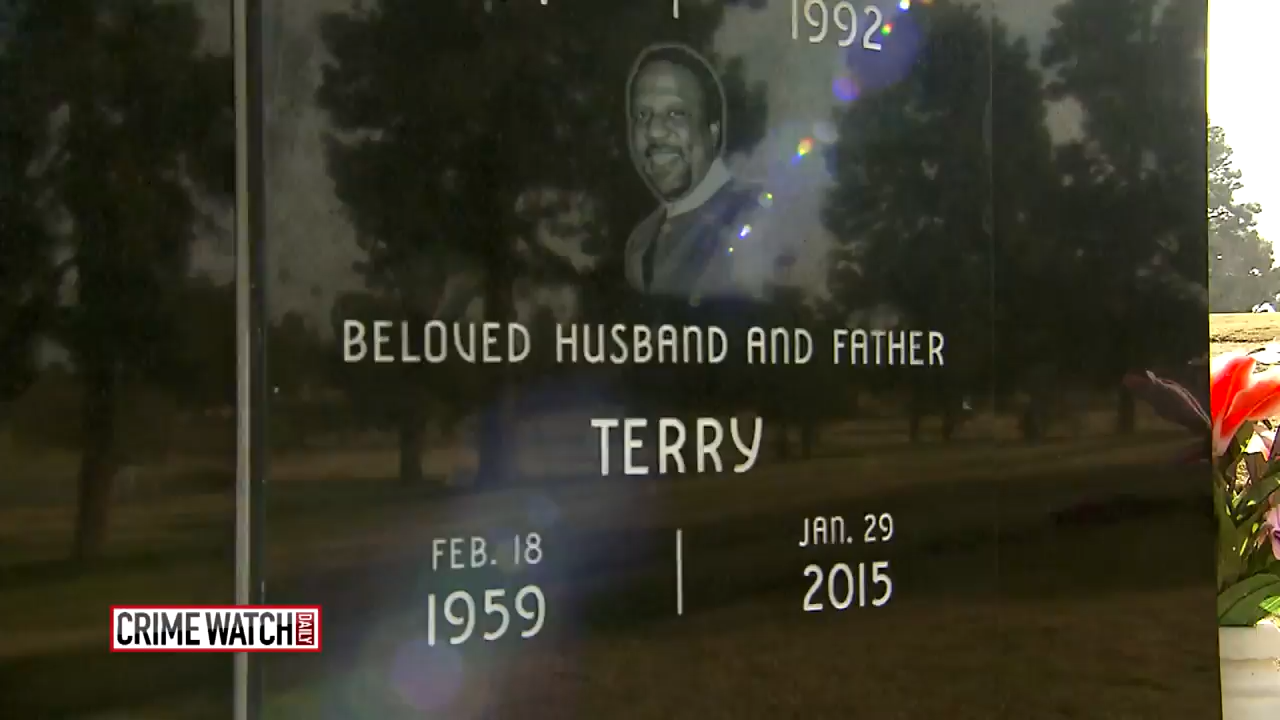 1992
BELOVED HUSBAND AND FATHER
TERRY
FEB. 18
JAN. 29
1959
2015
CRIME WATCH DAILY